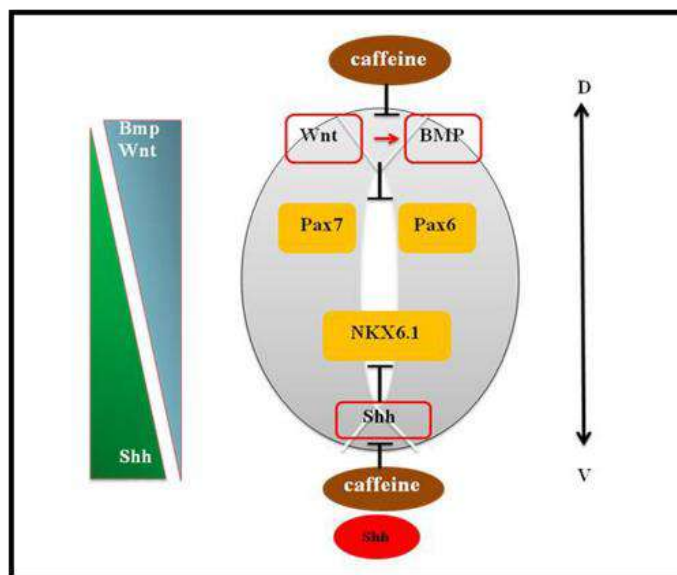 caffeine
D
Bmp
Wnt
Wnt
BMP
Pax7
Pax6
NKX6.1
Shh
Shh
V
caffeine
Shh